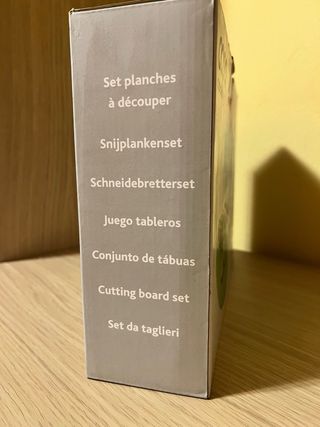 Set planches
à découper
Snijplankenset
Schneidebretterset
Juego tableros
Conjunto de tábuas
Cutting board set
Set da taglieri